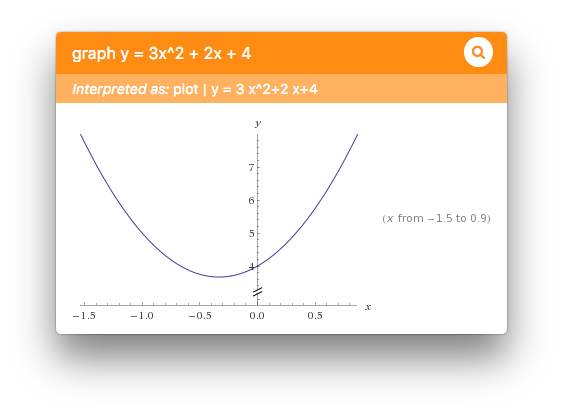 graph y = 3x^2 + 2x + 4
Interpreted as: plot | y = 3 x^2+2 x+4
y
7
6
(x from −1.5 to 0.9)
5
4
x
−1.5 −1.0 −0.5 0.0 0.5